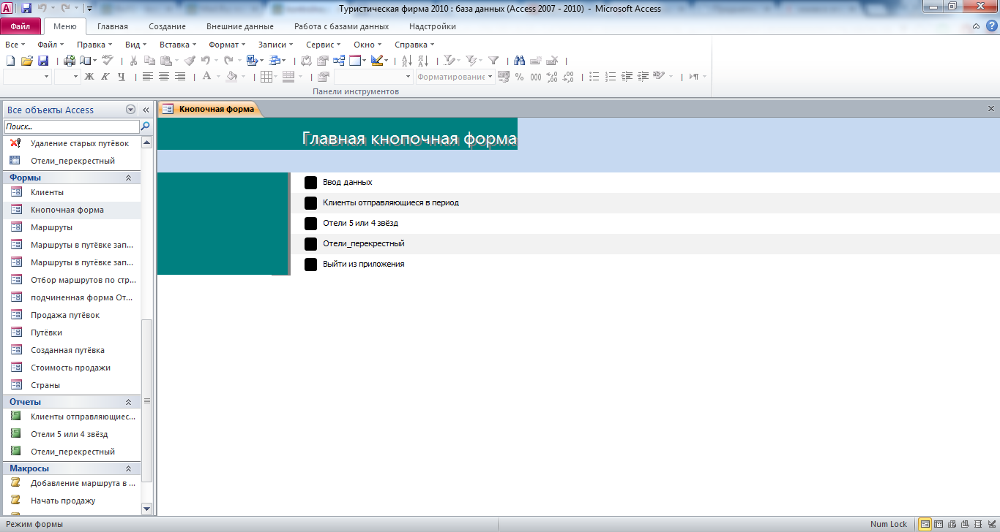 Туристическая фирма 2010 : база данных (Access 2007 - 2010) - Microsoft Access
Файл Меню Главная Создание Внешние данные Работа с базами данных Надстройки
Все Файл Правка Вид Вставка Формат Записи Сервис Окно Справка
Ж К Ч А Форматирование % 000
Панели инструментов
Все объекты Access
Кнопочная форма
Поиск...
Удаление старых путёвок
Отели_перекрестный
Формы
Клиенты
Кнопочная форма
Маршруты
Маршруты в путёвке зап...
Маршруты в путёвке зап...
Отбор маршрутов по стр...
подчиненная форма От...
Продажа путёвок
Путёвки
Созданная путёвка
Стоимость продажи
Страны
Отчеты
Клиенты отправляющиес...
Отели 5 или 4 звёзд
Отели_перекрестный
Макросы
Добавление маршрута в ...
Начать продажу
Главная кнопочная форма
Ввод данных
Клиенты отправляющиеся в период
Отели 5 или 4 звёзд
Отели_перекрестный
Выйти из приложения
Режим формы
Num Lock